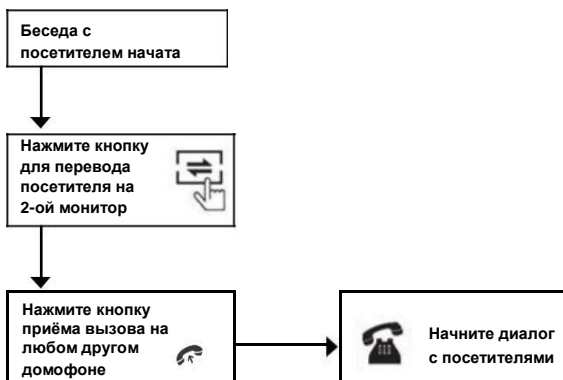 Беседа с
посетителем начата
Нажмите кнопку
для перевода
посетителя на
2-ой монитор
Нажмите кнопку
приёма вызова на
любом другом
домофоне
Начните диалог
с посетителями